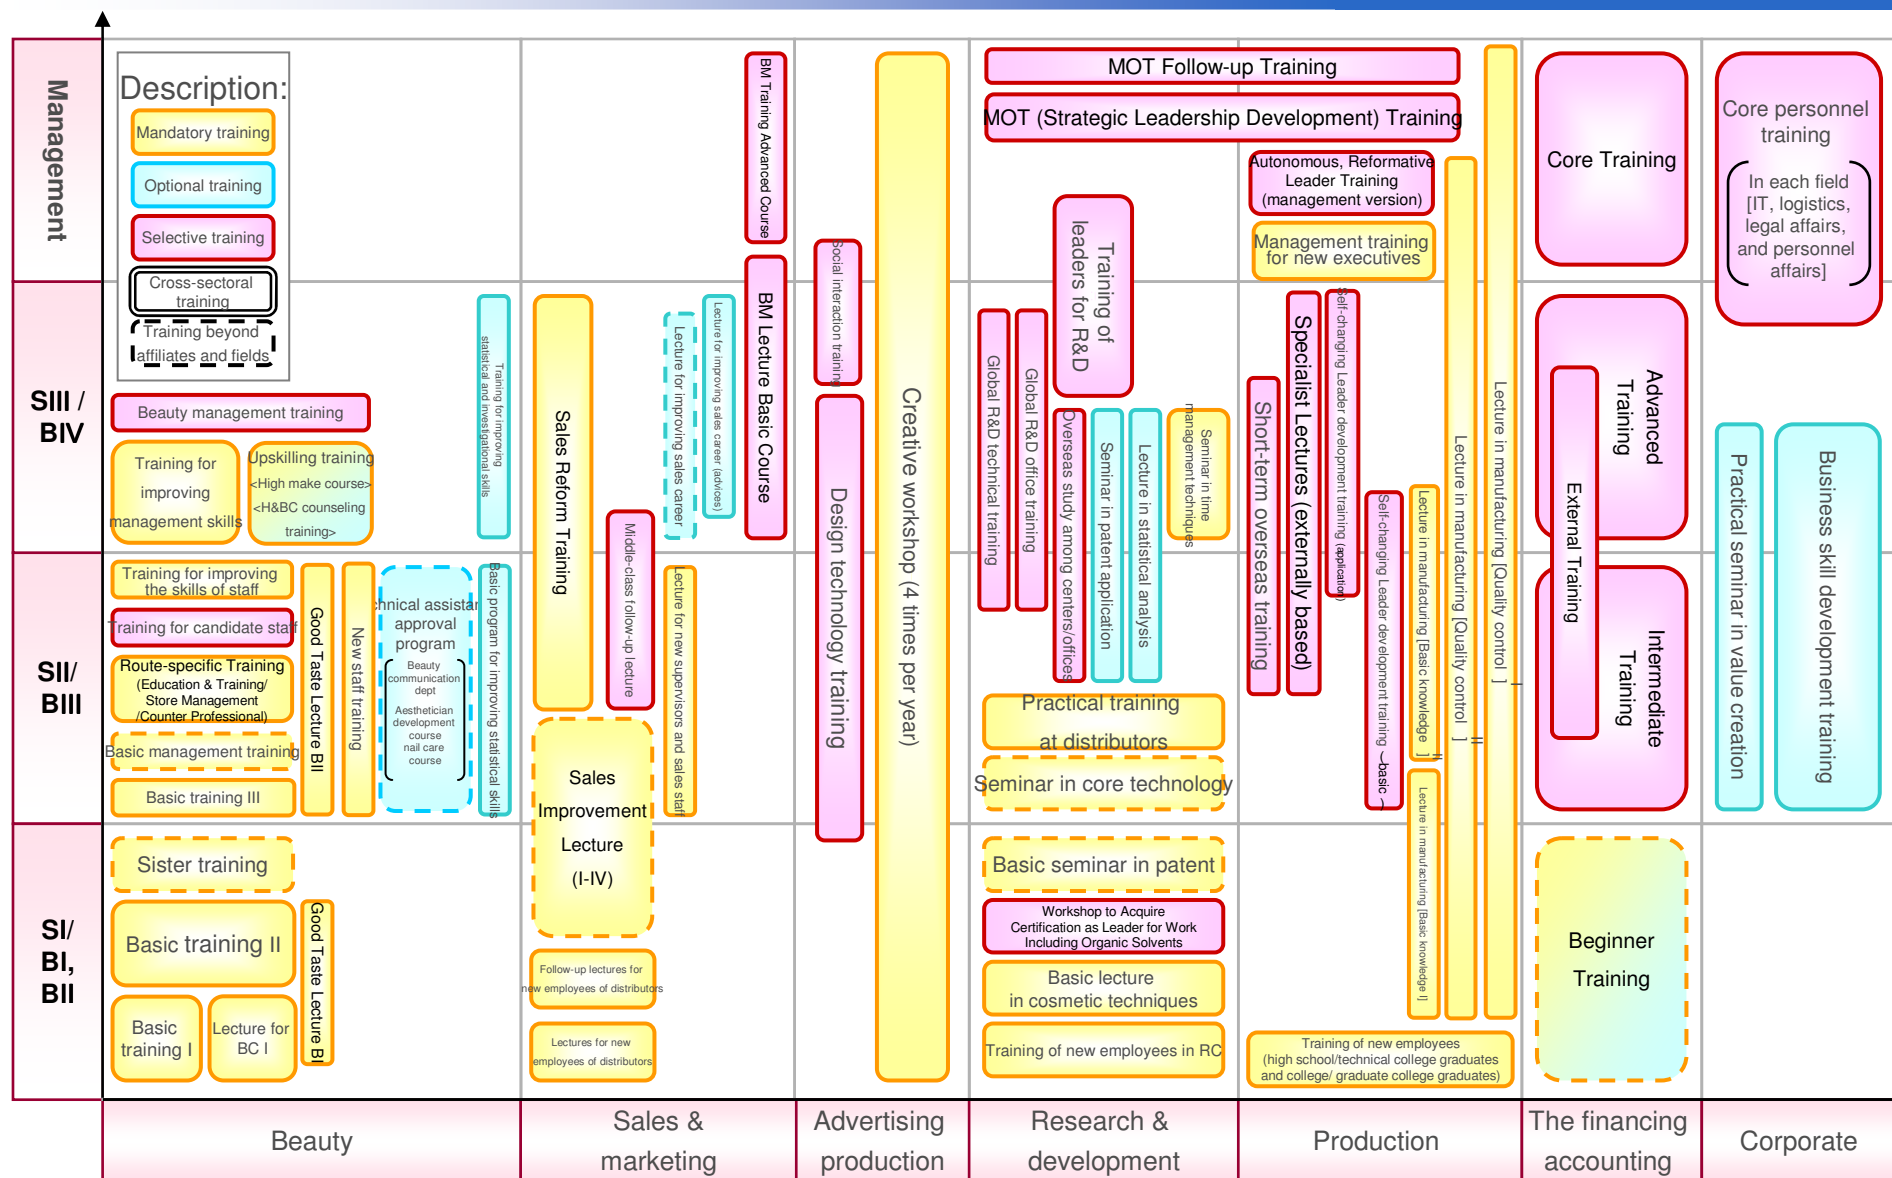 Management
SIII /
BIV
SII/
BIII
SI/
BI,
BII
Description:
Mandatory training
Optional training
Selective training
Cross-sectoral
training
Training beyond
affiliates and fields
Beauty management training
Training for
improving
management skills
Upskilling training
<High make course>
<H&BC counseling
training>
Training for improving
statistical and investigational skills
Training for improving
the skills of staff
Training for candidate staff
Route-specific Training
(Education & Training/
Store Management
/Counter Professional)
Basic management training
Basic training III
Good Taste Lecture BII
New staff training
chnical assistan
approval
program
Beauty
communication
dept
Aesthetician
development
course
nail care
course
Basic program for improving statistical skills
Sister training
Basic training II
Good Taste Lecture BI
Basic
training I
Lecture for
BC I
BM Training Advanced Course
BM Lecture Basic Course
Sales Reform Training
Lecture for improving sales career
Lecture for improving sales career (advices)
Middle-class follow-up lecture
Lecture for new supervisors and sales staff
Sales
Improvement
Lecture
(I-IV)
Follow-up lectures for
new employees of distributors
Lectures for new
employees of distributors
Social interaction training
Design technology training
Creative workshop (4 times per year)
MOT Follow-up Training
MOT (Strategic Leadership Development) Training
Training of
leaders for R&D
Global R&D technical training
Global R&D office training
Overseas study among centers/offices
Seminar in patent application
Lecture in statistical analysis
Seminar in time
management techniques
Practical training
at distributors
Seminar in core technology
Basic seminar in patent
Workshop to Acquire
Certification as Leader for Work
Including Organic Solvents
Basic lecture
in cosmetic techniques
Training of new employees in RC
Autonomous, Reformative
Leader Training
(management version)
Management training
for new executives
Short-term overseas training
Specialist Lectures (externally based)
Self-changing Leader development training (application)
Self-changing Leader development training (basic)
Lecture in manufacturing [Basic knowledge II]
Lecture in manufacturing [Basic knowledge I]
Lecture in manufacturing [Quality control II]
Lecture in manufacturing [Quality control I]
Training of new employees
(high school/technical college graduates
and college/ graduate college graduates)
Core Training
Advanced
Training
External Training
Intermediate
Training
Beginner
Training
Core personnel
training
In each field
[IT, logistics,
legal affairs,
and personnel
affairs]
Practical seminar in value creation
Business skill development training
Beauty
Sales &
marketing
Advertising
production
Research &
development
Production
The financing
accounting
Corporate